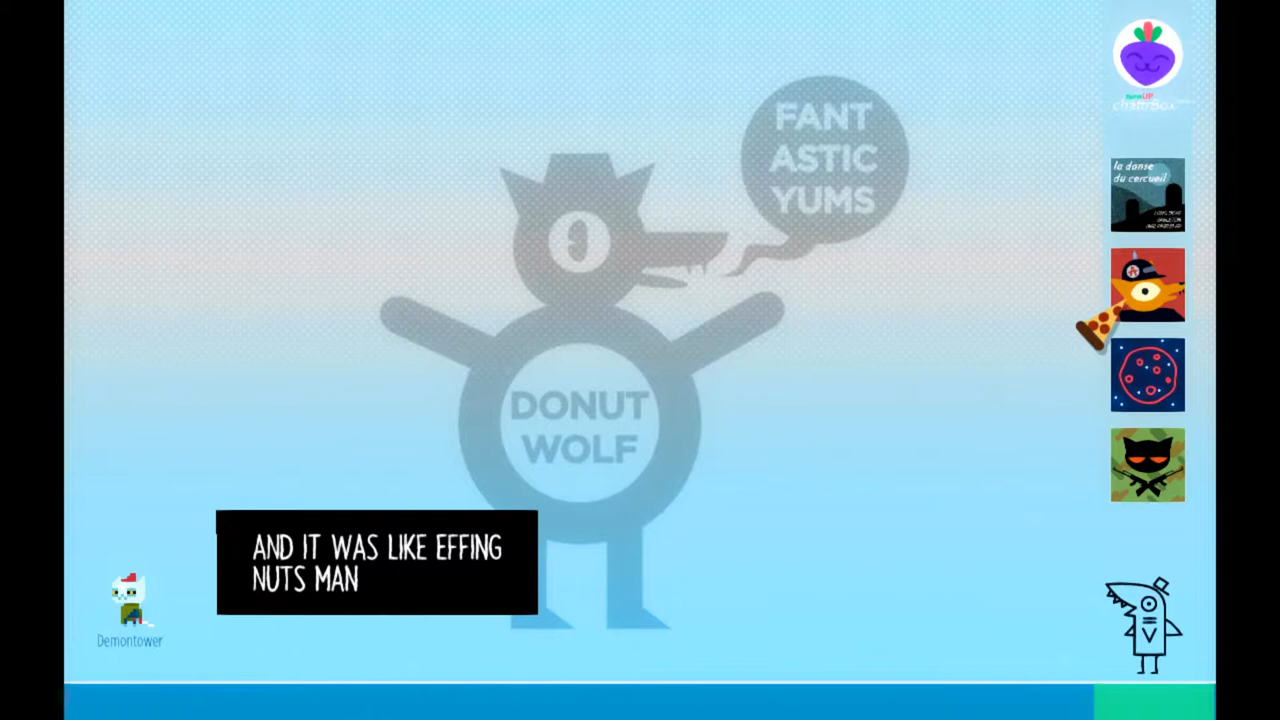 FANT
ASTIC
YUMS
DONUT
WOLF
la danse
du cercueil
AND IT WAS LIKE EFFING
NUTS MAN
Demontower